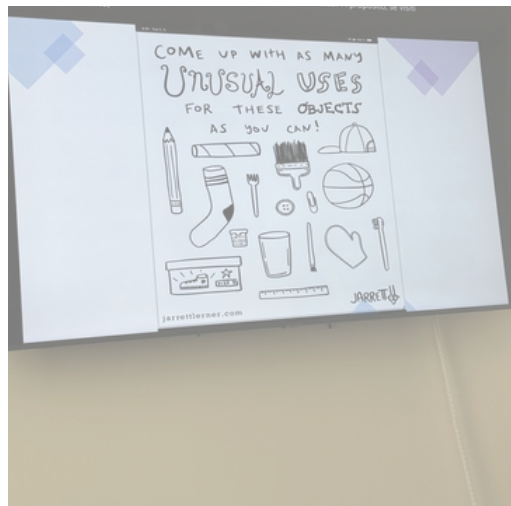 COME UP WITH AS MANY
UNUSUAL USES
FOR THESE OBJECTS
AS YOU CAN!
JARRETT
jarrettlerner.com